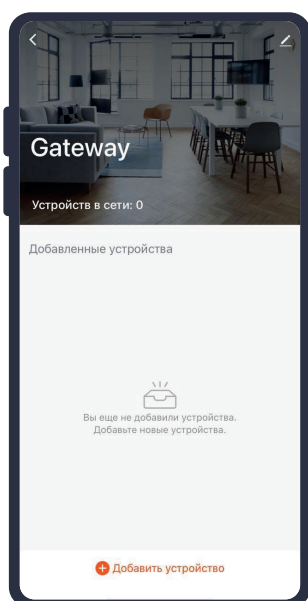 Gateway
Устройств в сети: 0
Добавленные устройства
Вы еще не добавили устройства.
Добавьте новые устройства.
Добавить устройство